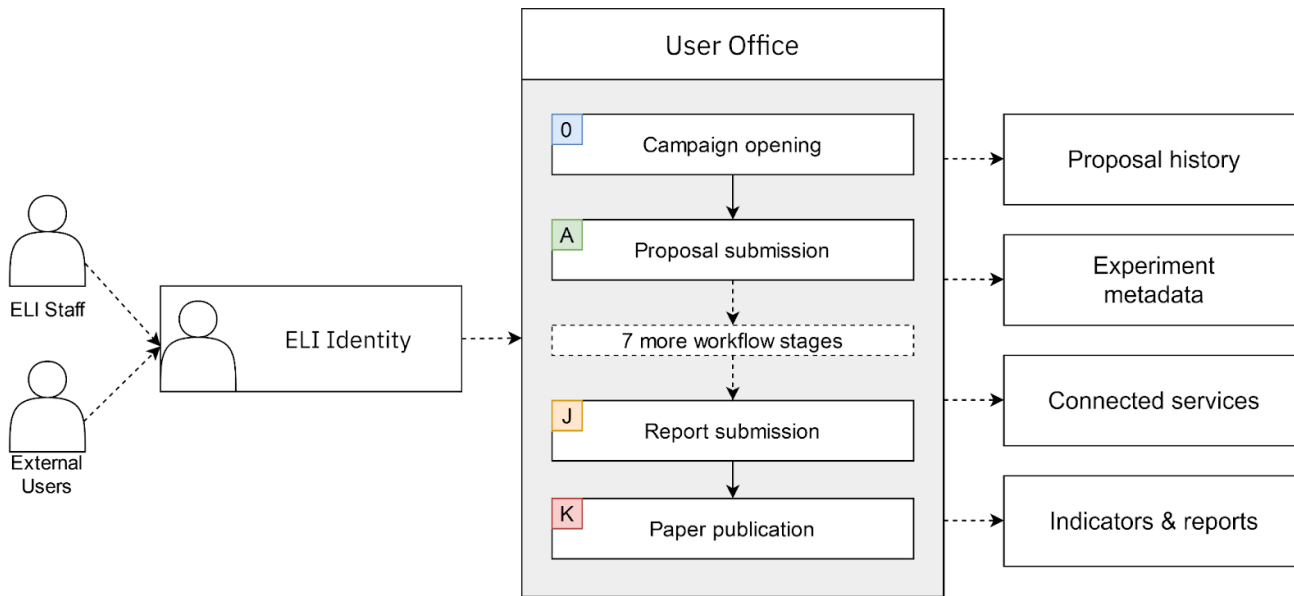 User Office
0
Campaign opening
A
Proposal submission
7 more workflow stages
J
Report submission
K
Paper publication
ELI Staff
External
Users
ELI Identity
Proposal history
Experiment
metadata
Connected services
Indicators & reports